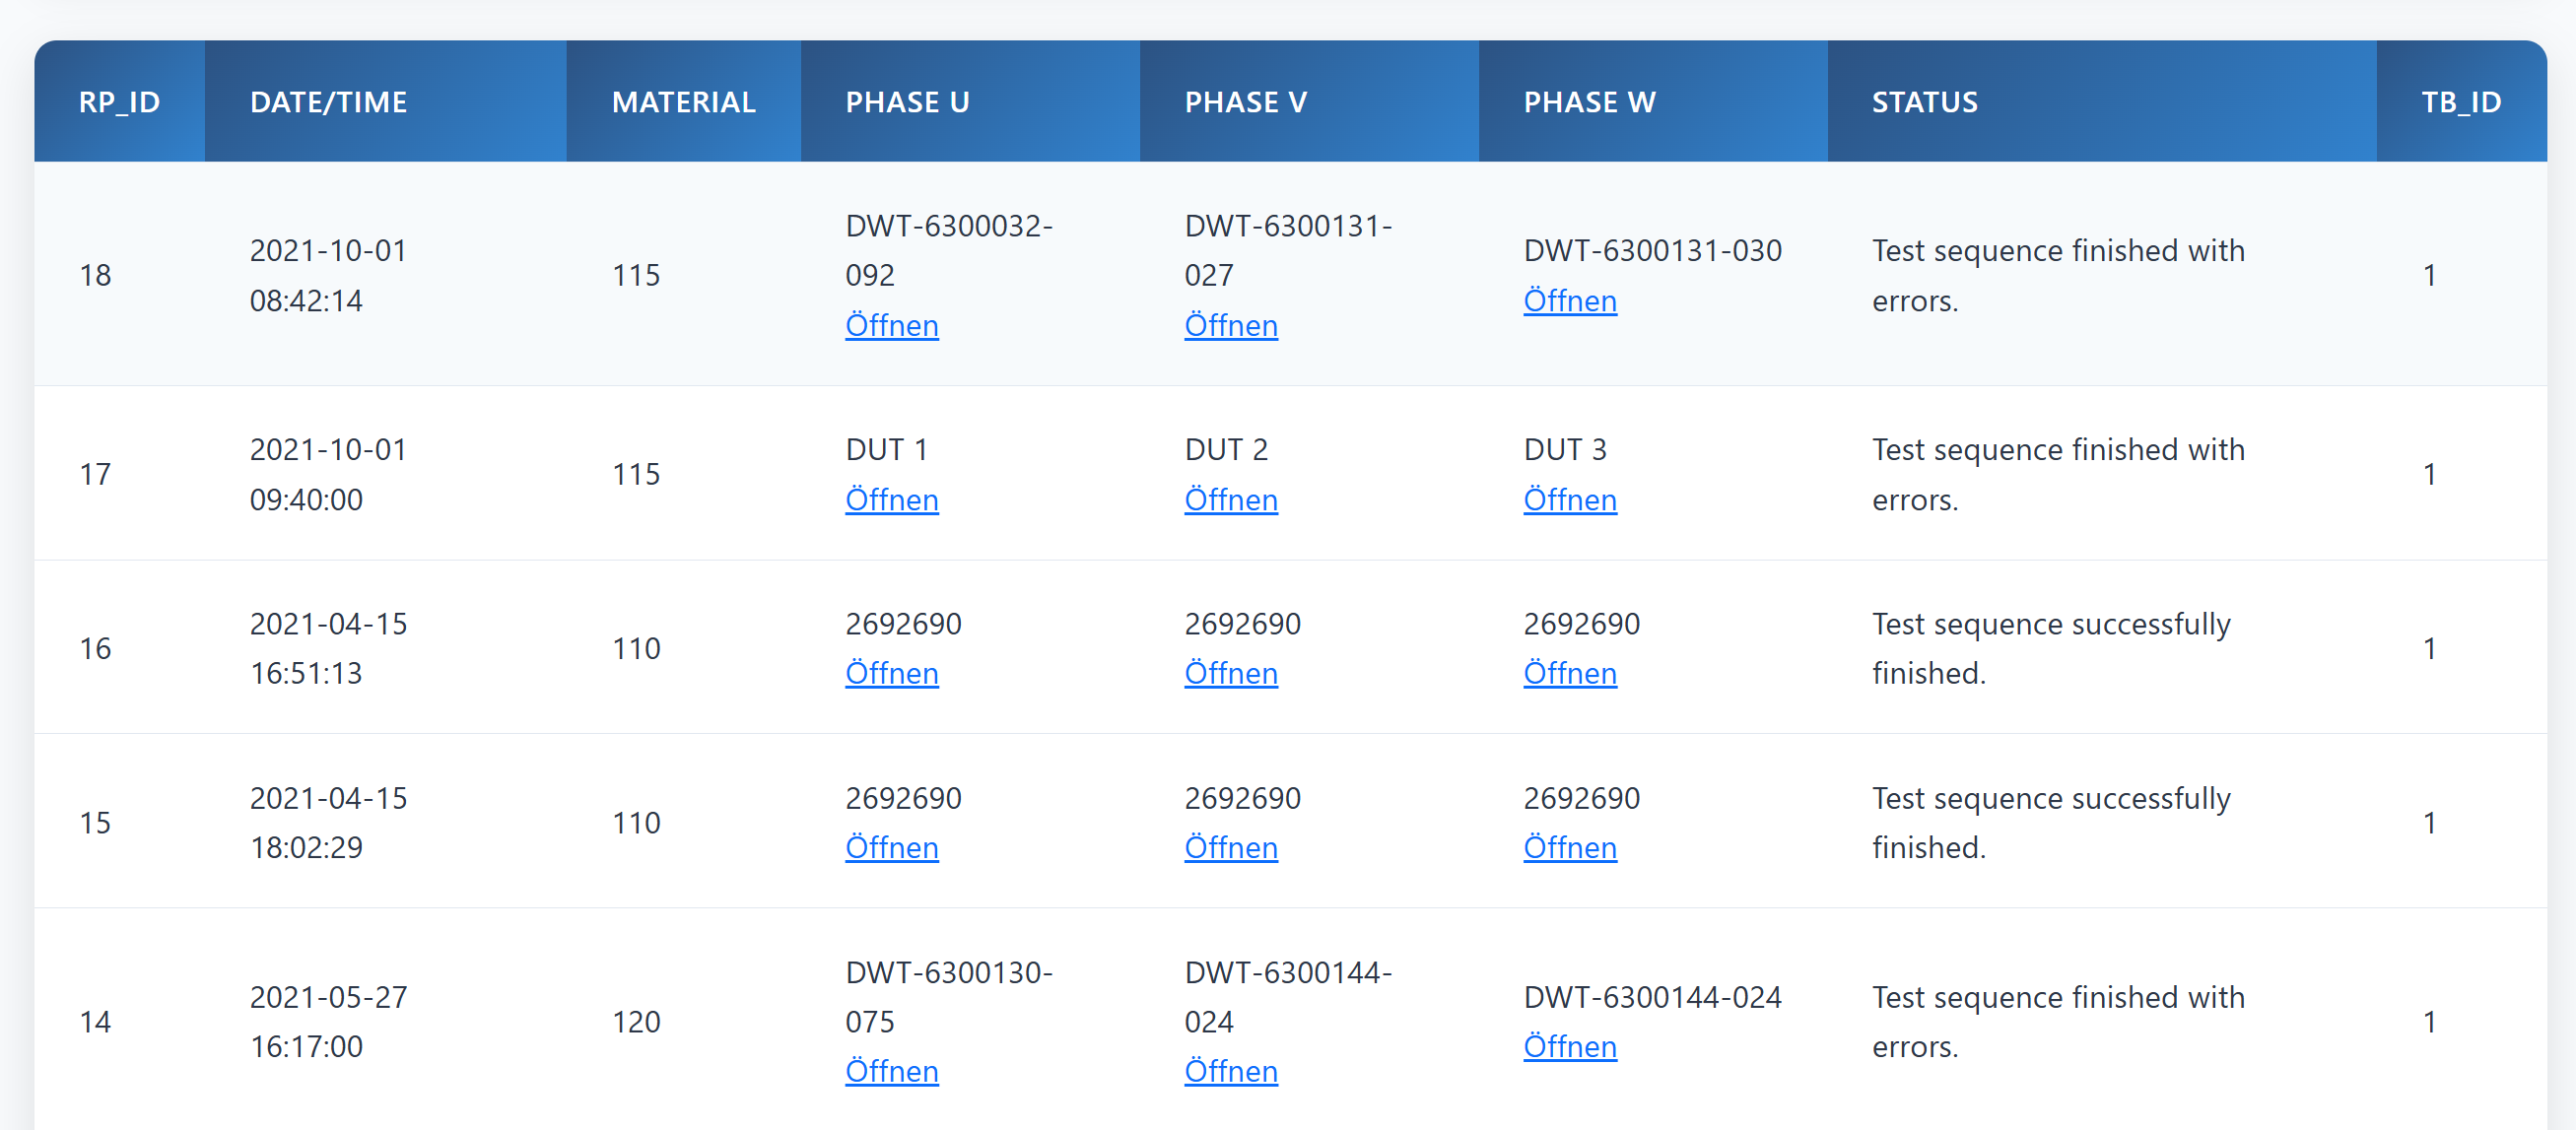 RP_ID DATE/TIME MATERIAL PHASE U PHASE V PHASE W STATUS TB_ID
18
2021-10-01
08:42:14
115
DWT-6300032-
092
Öffnen
DWT-6300131-
027
Öffnen
DWT-6300131-030
Öffnen
Test sequence finished with
errors.
1
17
2021-10-01
09:40:00
115
DUT 1
Öffnen
DUT 2
Öffnen
DUT 3
Öffnen
Test sequence finished with
errors.
1
16
2021-04-15
16:51:13
110
2692690
Öffnen
2692690
Öffnen
2692690
Öffnen
Test sequence successfully
finished.
1
15
2021-04-15
18:02:29
110
2692690
Öffnen
2692690
Öffnen
2692690
Öffnen
Test sequence successfully
finished.
1
14
2021-05-27
16:17:00
120
DWT-6300130-
075
Öffnen
DWT-6300144-
024
Öffnen
DWT-6300144-024
Öffnen
Test sequence finished with
errors.
1